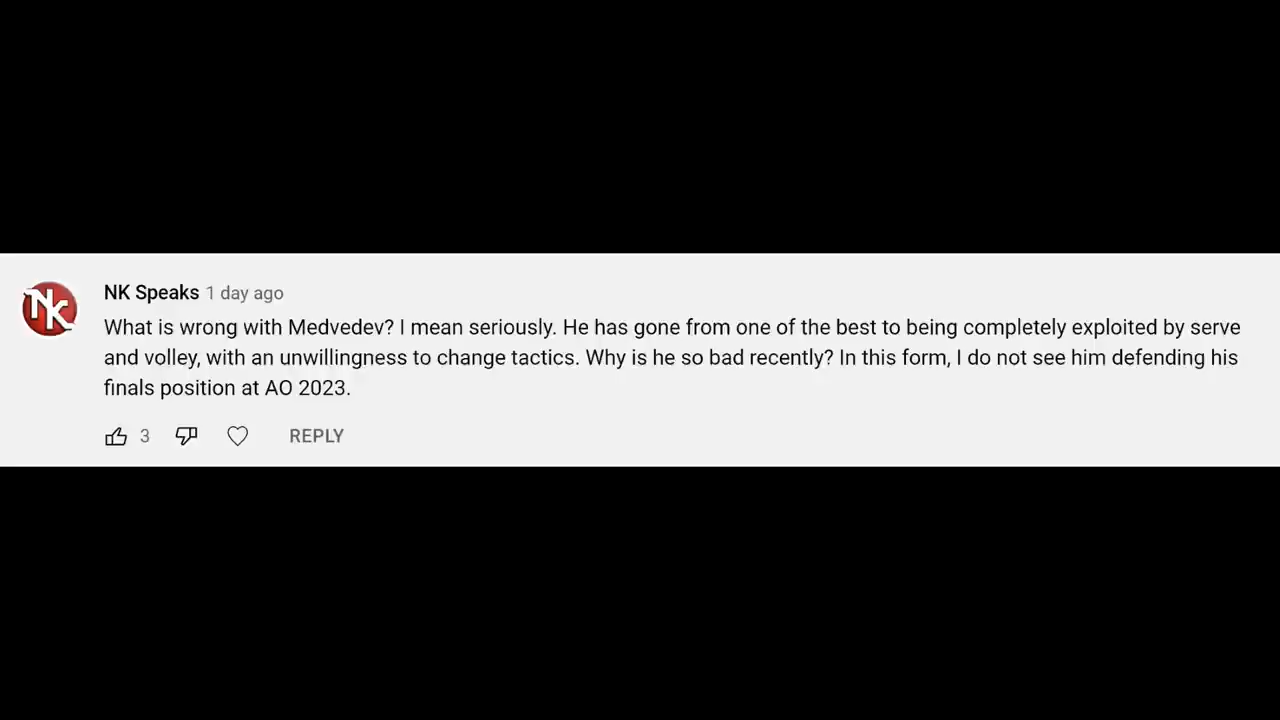 NK
NK Speaks 1 day ago
What is wrong with Medvedev? I mean seriously. He has gone from one of the best to being completely exploited by serve
and volley, with an unwillingness to change tactics. Why is he so bad recently? In this form, I do not see him defending his
finals position at AO 2023.
3 REPLY